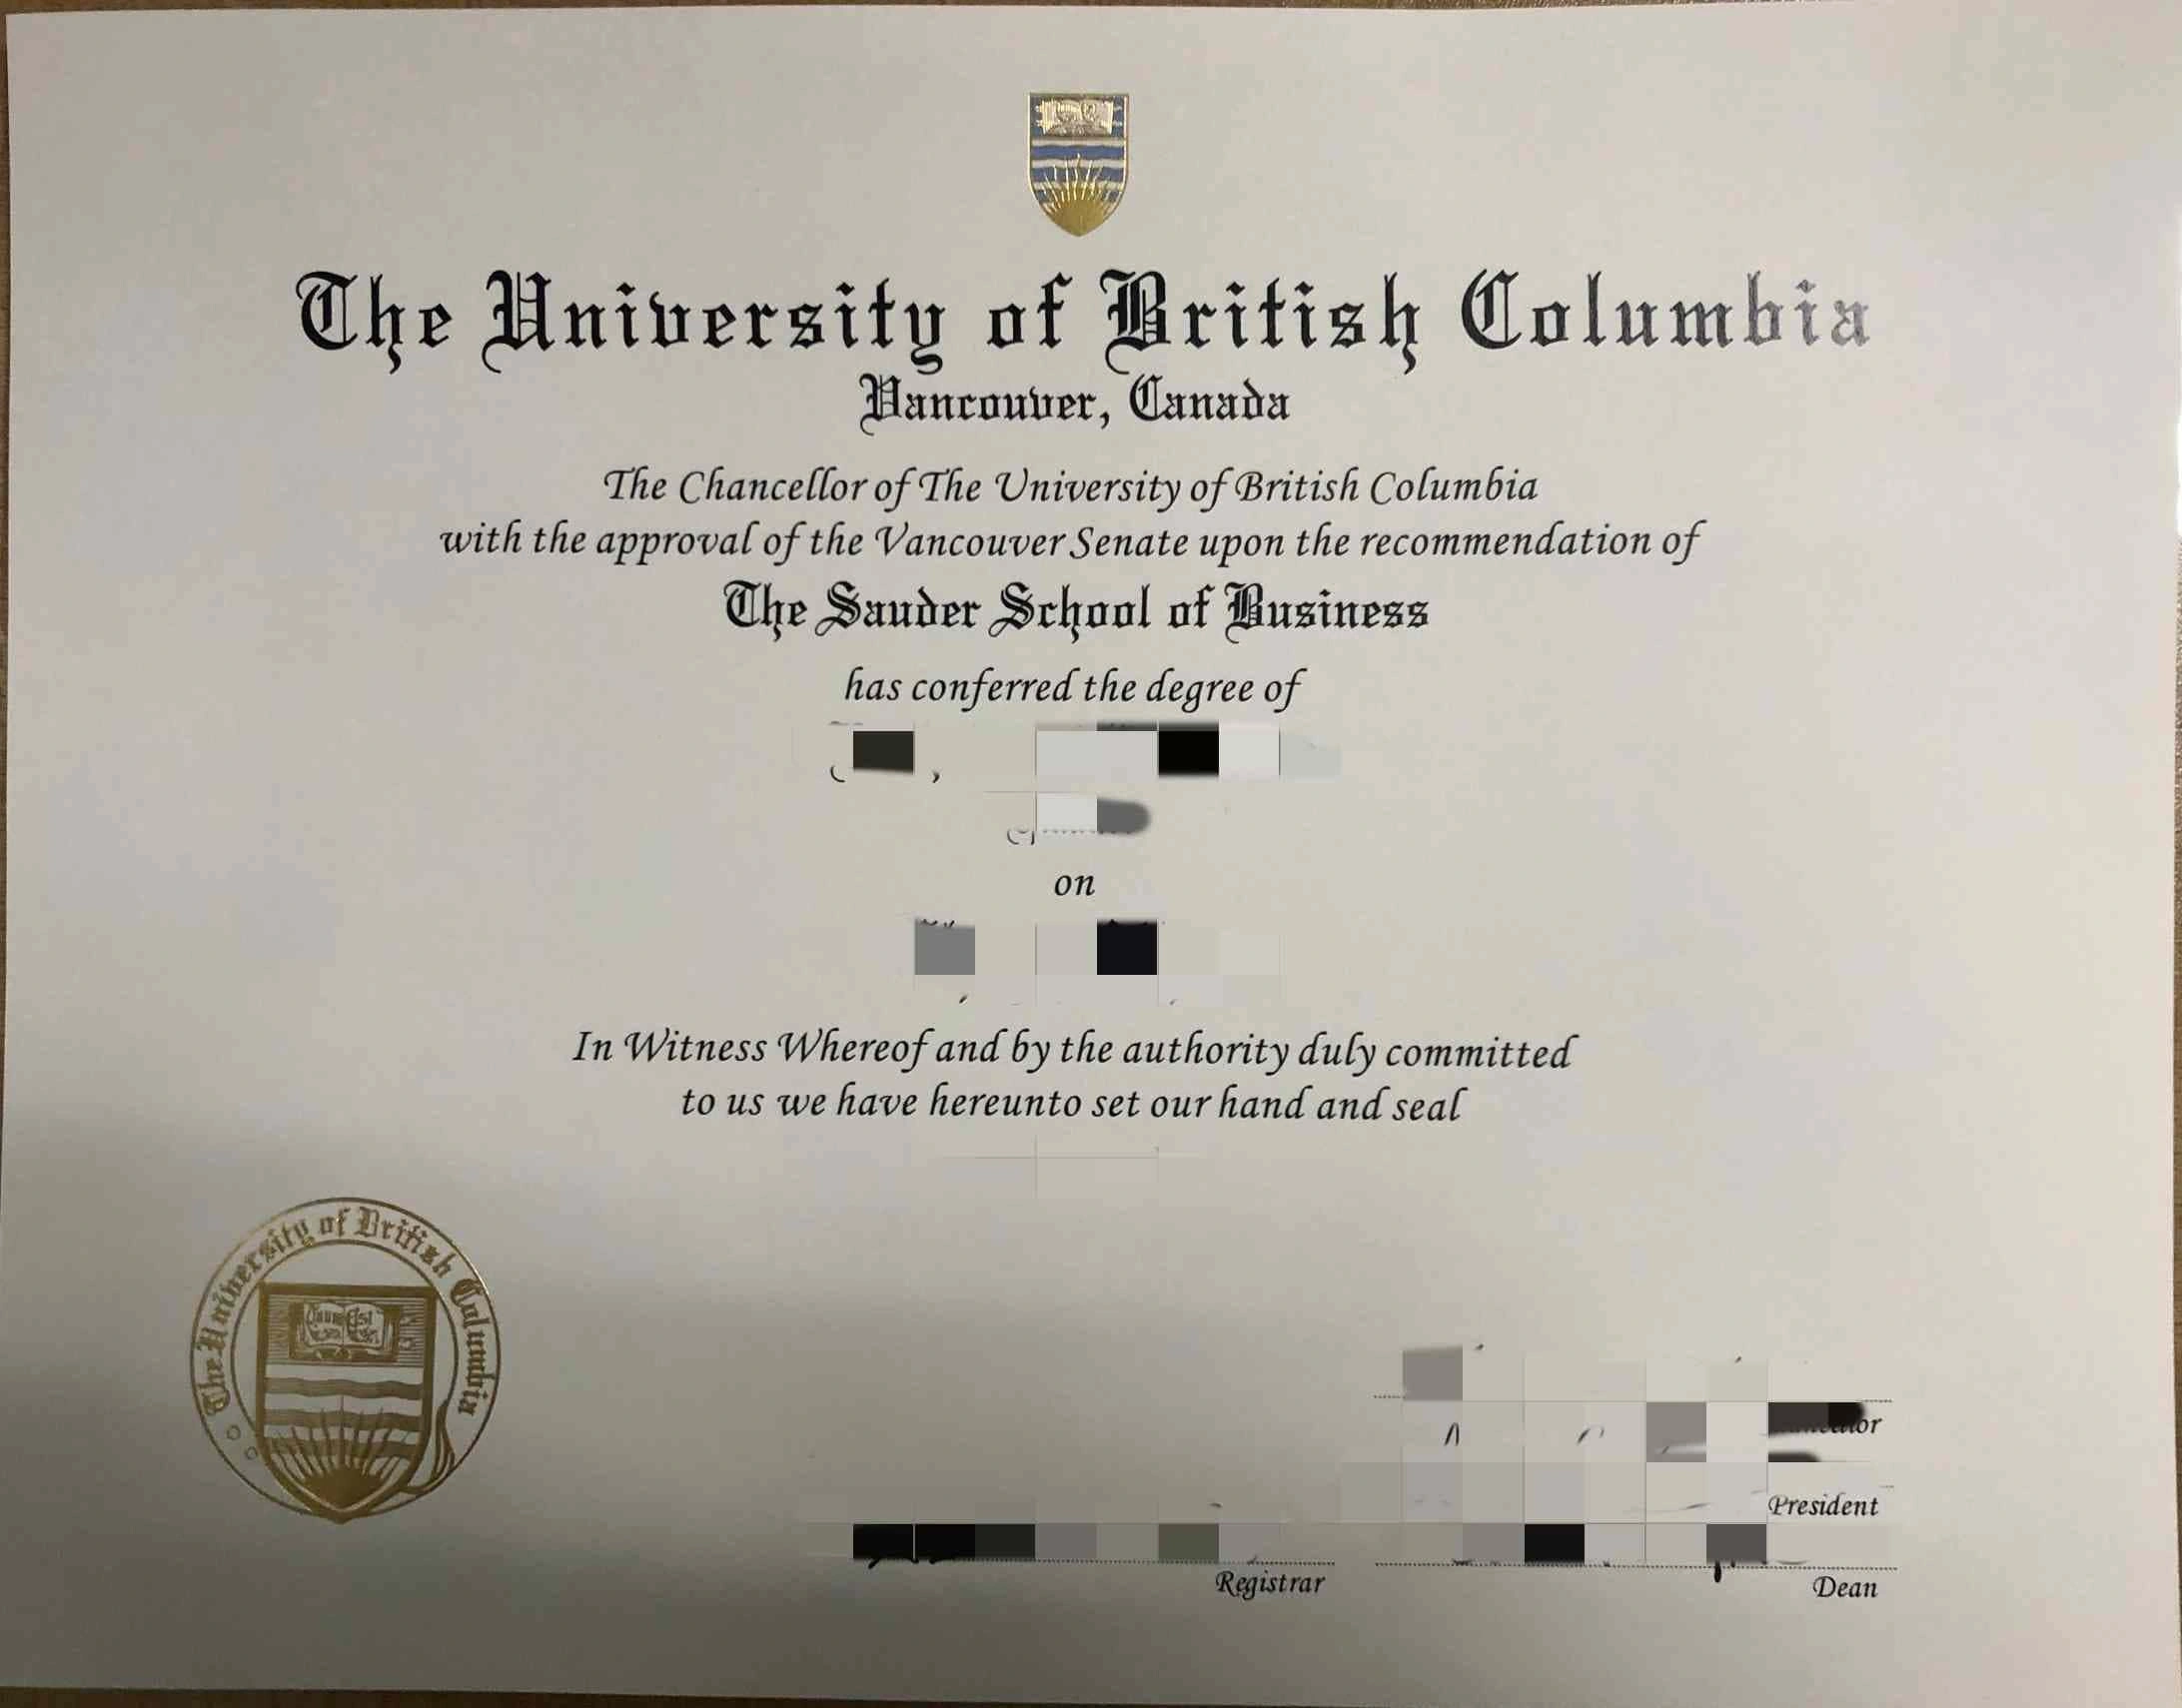 The University of British Columbia
Vancouver, Canada
The Chancellor of The University of British Columbia
with the approval of the Vancouver Senate upon the recommendation of
The Sauder School of Business
has conferred the degree of
on
In Witness Whereof and by the authority duly committed
to us we have hereunto set our hand and seal
The University of British Columbia
President
Registrar
Dean